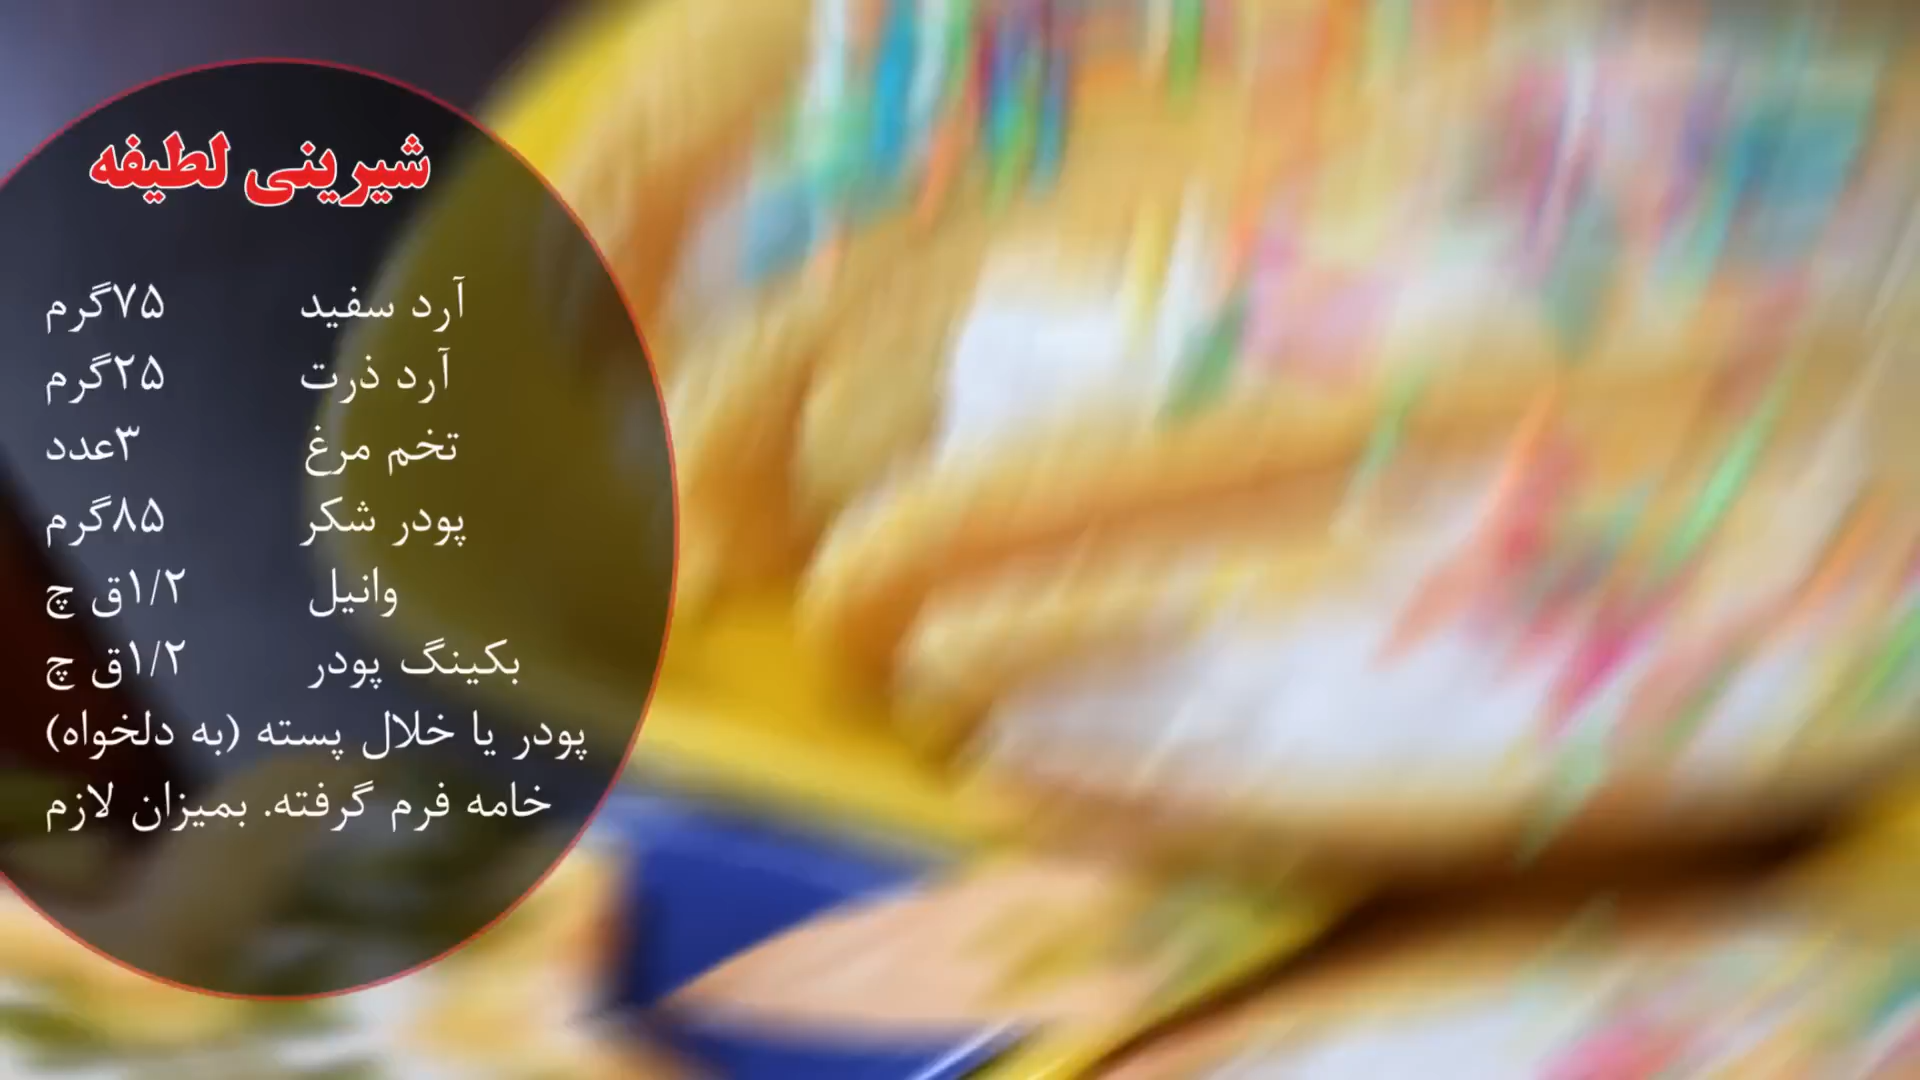 شیرینی لطیفه
آرد سفید ۷۵گرم
آرد ذرت ۲۵گرم
تخم مرغ ۳عدد
پودر شکر ۸۵گرم
وانیل ۱/۲ق چ
بکینگ پودر ۱/۲ق چ
پودر یا خلال پسته (به دلخواه)
خامه فرم گرفته. بمیزان لازم